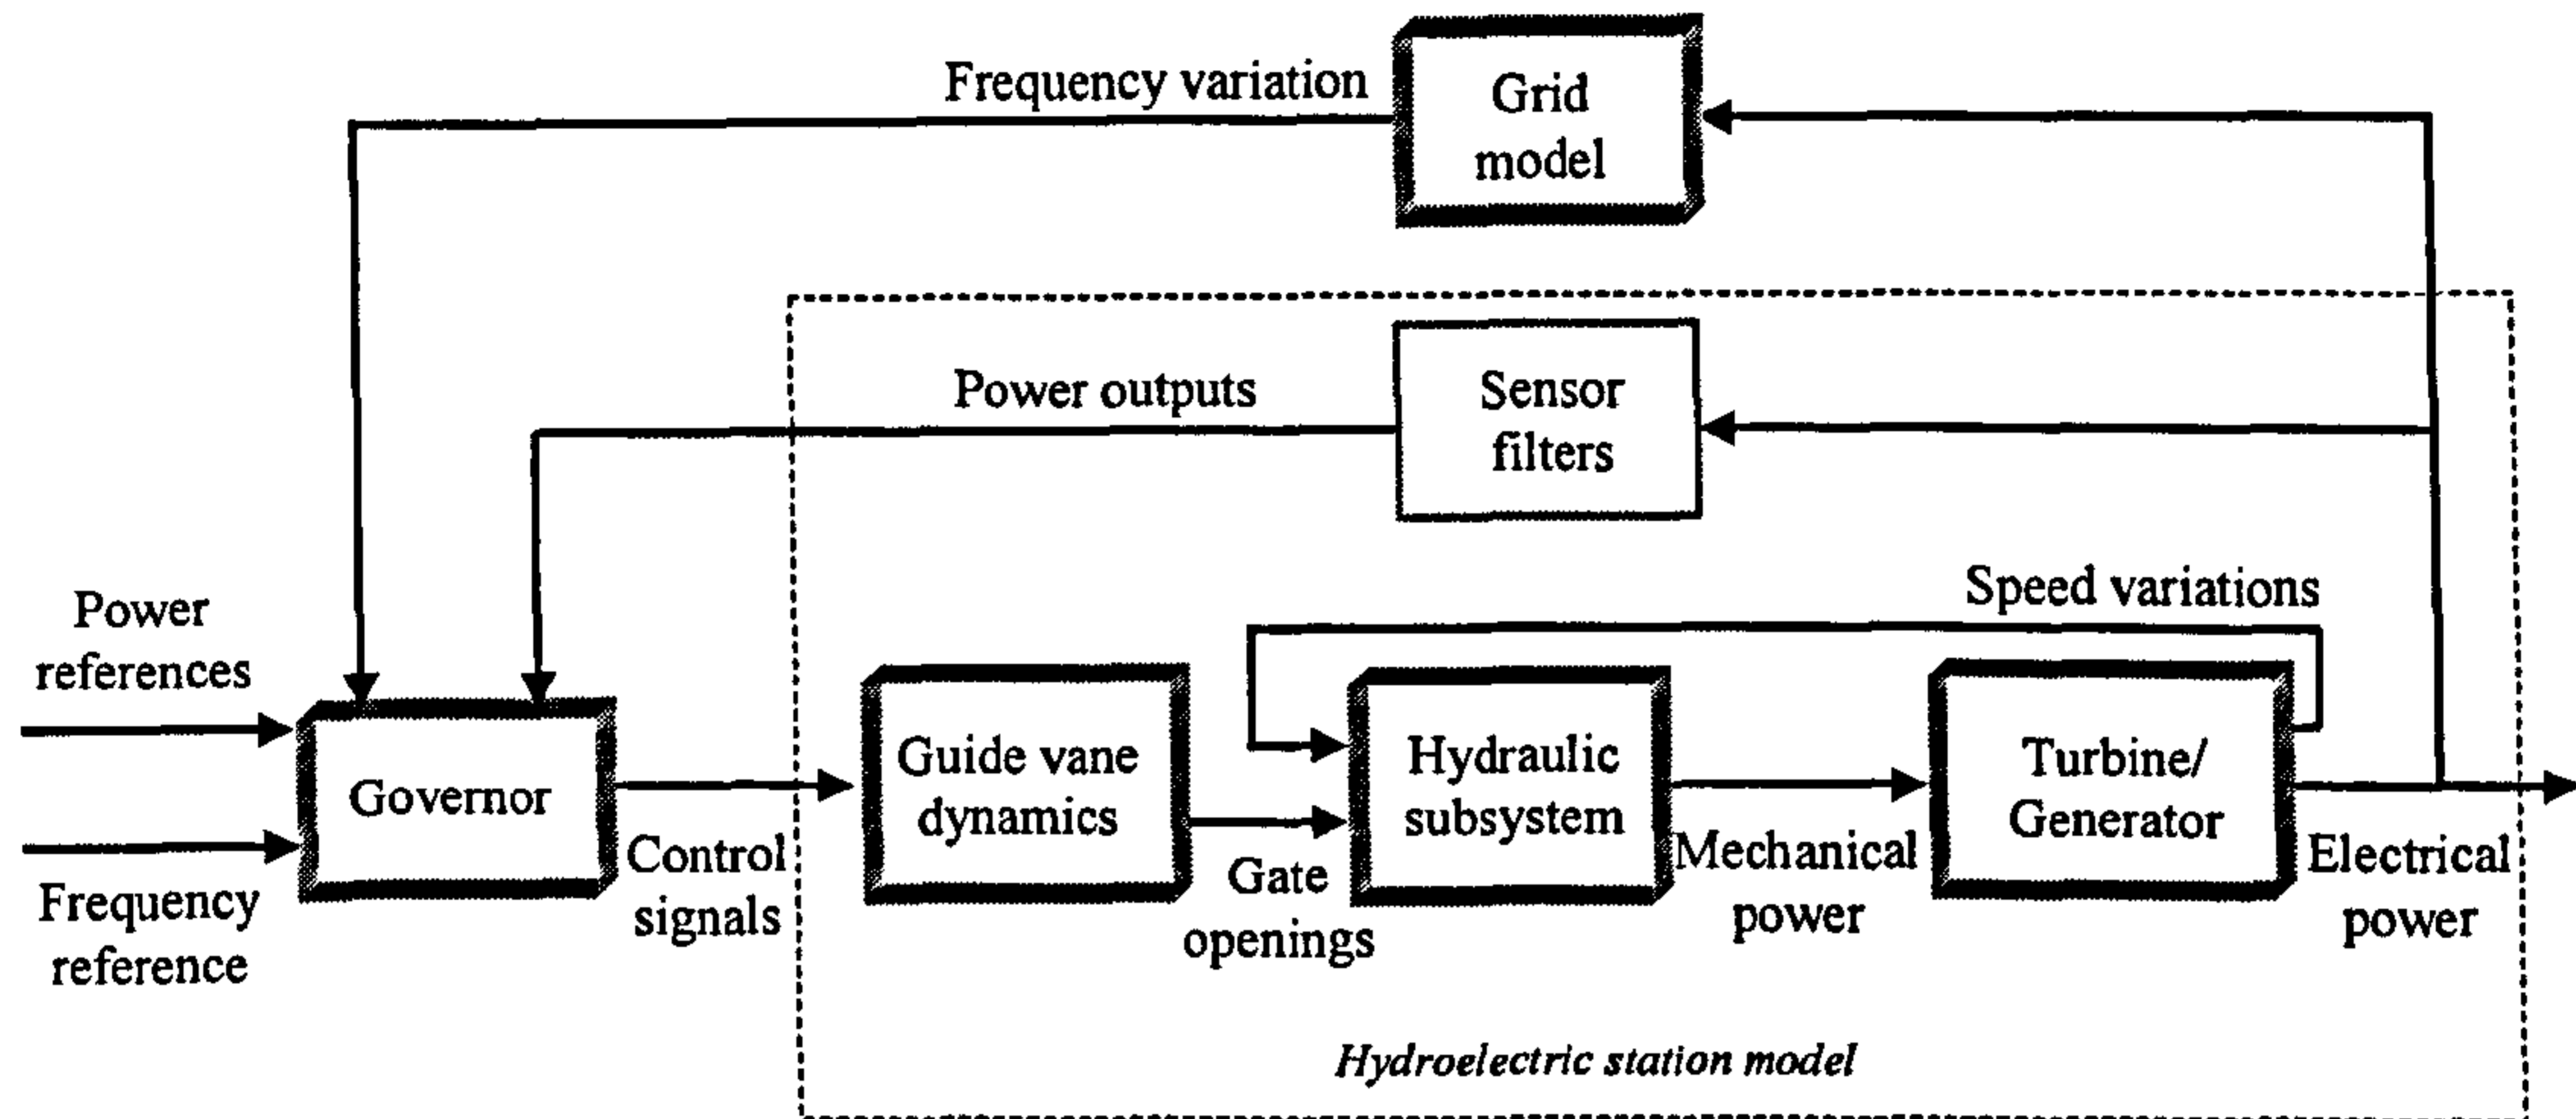 Frequency variation
Grid
model
Power outputs
Sensor
filters
Speed variations
Power
references
Governor
Frequency
reference
Control
signals
Guide vane
dynamics
Gate
openings
Hydraulic
subsystem
Mechanical
power
Turbine/
Generator
Electrical
power
Hydroelectric station model